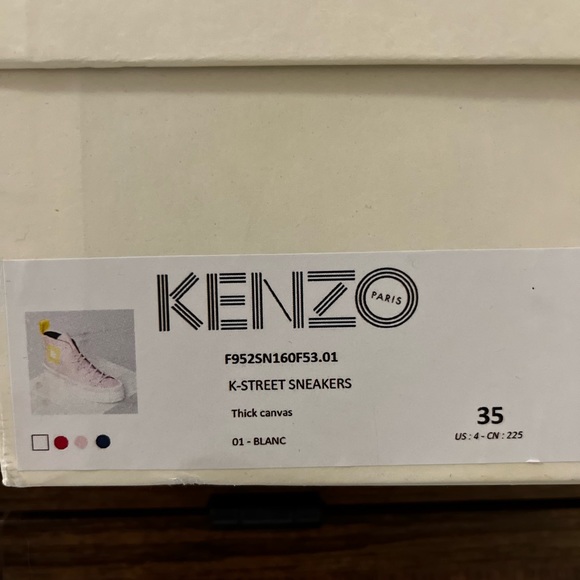 KENZO
PARIS
F952SN160F53.01
K-STREET SNEAKERS
Thick canvas
01 - BLANC
35
US : 4 - CN : 225